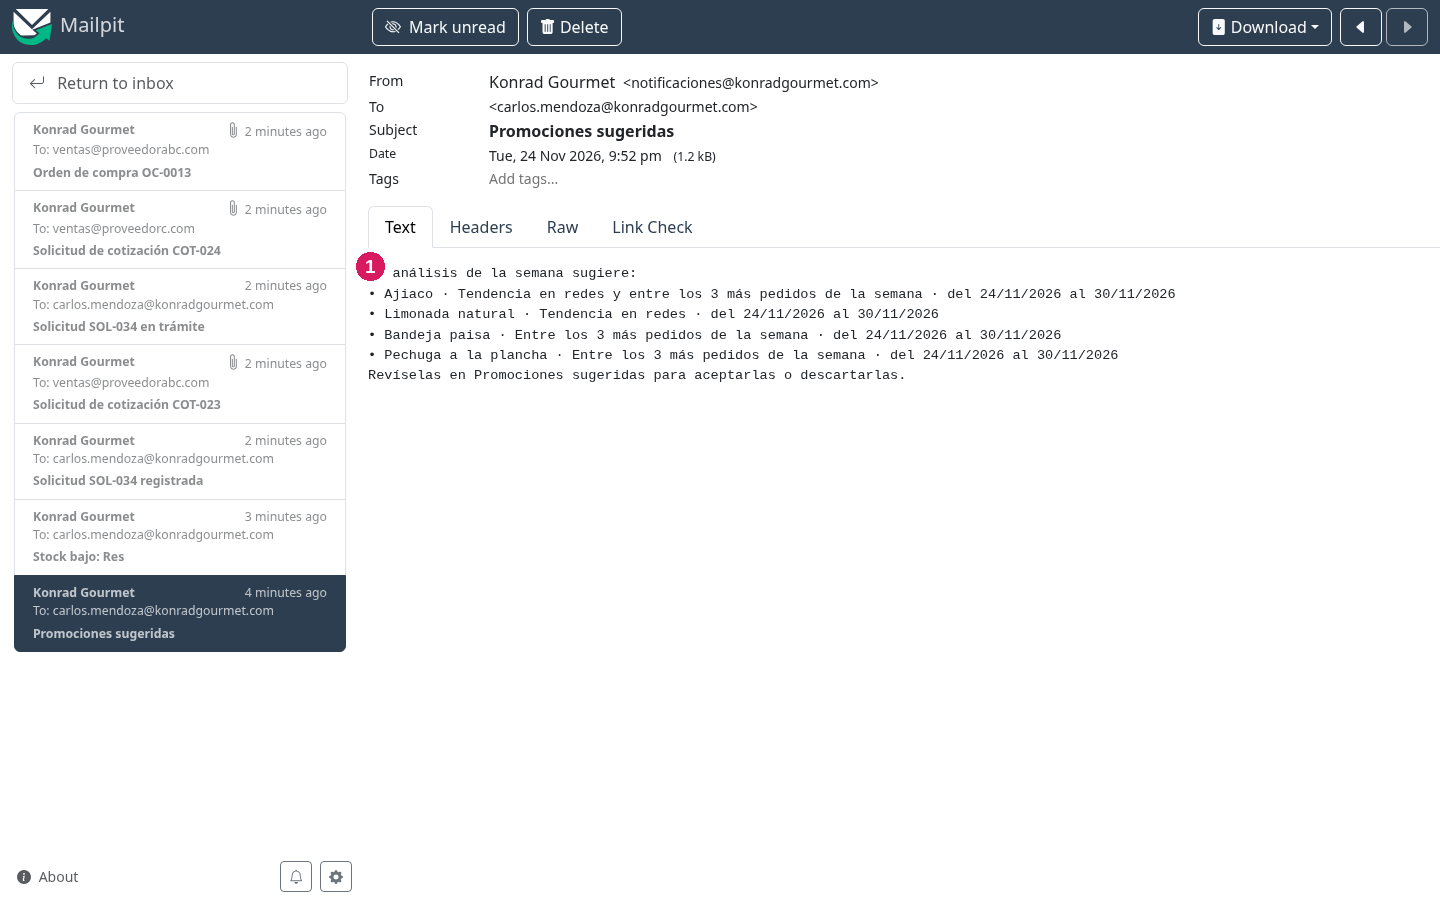 Mailpit
Mark unread
Delete
Download
Return to inbox
Konrad Gourmet 2 minutes ago
To: ventas@proveedorabc.com
Orden de compra OC-0013
Konrad Gourmet 2 minutes ago
To: ventas@proveedorc.com
Solicitud de cotización COT-024
Konrad Gourmet 2 minutes ago
To: carlos.mendoza@konradgourmet.com
Solicitud SOL-034 en trámite
Konrad Gourmet 2 minutes ago
To: ventas@proveedorabc.com
Solicitud de cotización COT-023
Konrad Gourmet 2 minutes ago
To: carlos.mendoza@konradgourmet.com
Solicitud SOL-034 registrada
Konrad Gourmet 3 minutes ago
To: carlos.mendoza@konradgourmet.com
Stock bajo: Res
Konrad Gourmet 4 minutes ago
To: carlos.mendoza@konradgourmet.com
Promociones sugeridas
About
From Konrad Gourmet <notificaciones@konradgourmet.com>
To <carlos.mendoza@konradgourmet.com>
Subject Promociones sugeridas
Date Tue, 24 Nov 2026, 9:52 pm (1.2 kB)
Tags Add tags...
Text Headers Raw Link Check
1 análisis de la semana sugiere:
• Ajiaco · Tendencia en redes y entre los 3 más pedidos de la semana · del 24/11/2026 al 30/11/2026
• Limonada natural · Tendencia en redes · del 24/11/2026 al 30/11/2026
• Bandeja paisa · Entre los 3 más pedidos de la semana · del 24/11/2026 al 30/11/2026
• Pechuga a la plancha · Entre los 3 más pedidos de la semana · del 24/11/2026 al 30/11/2026
Revíselas en Promociones sugeridas para aceptarlas o descartarlas.